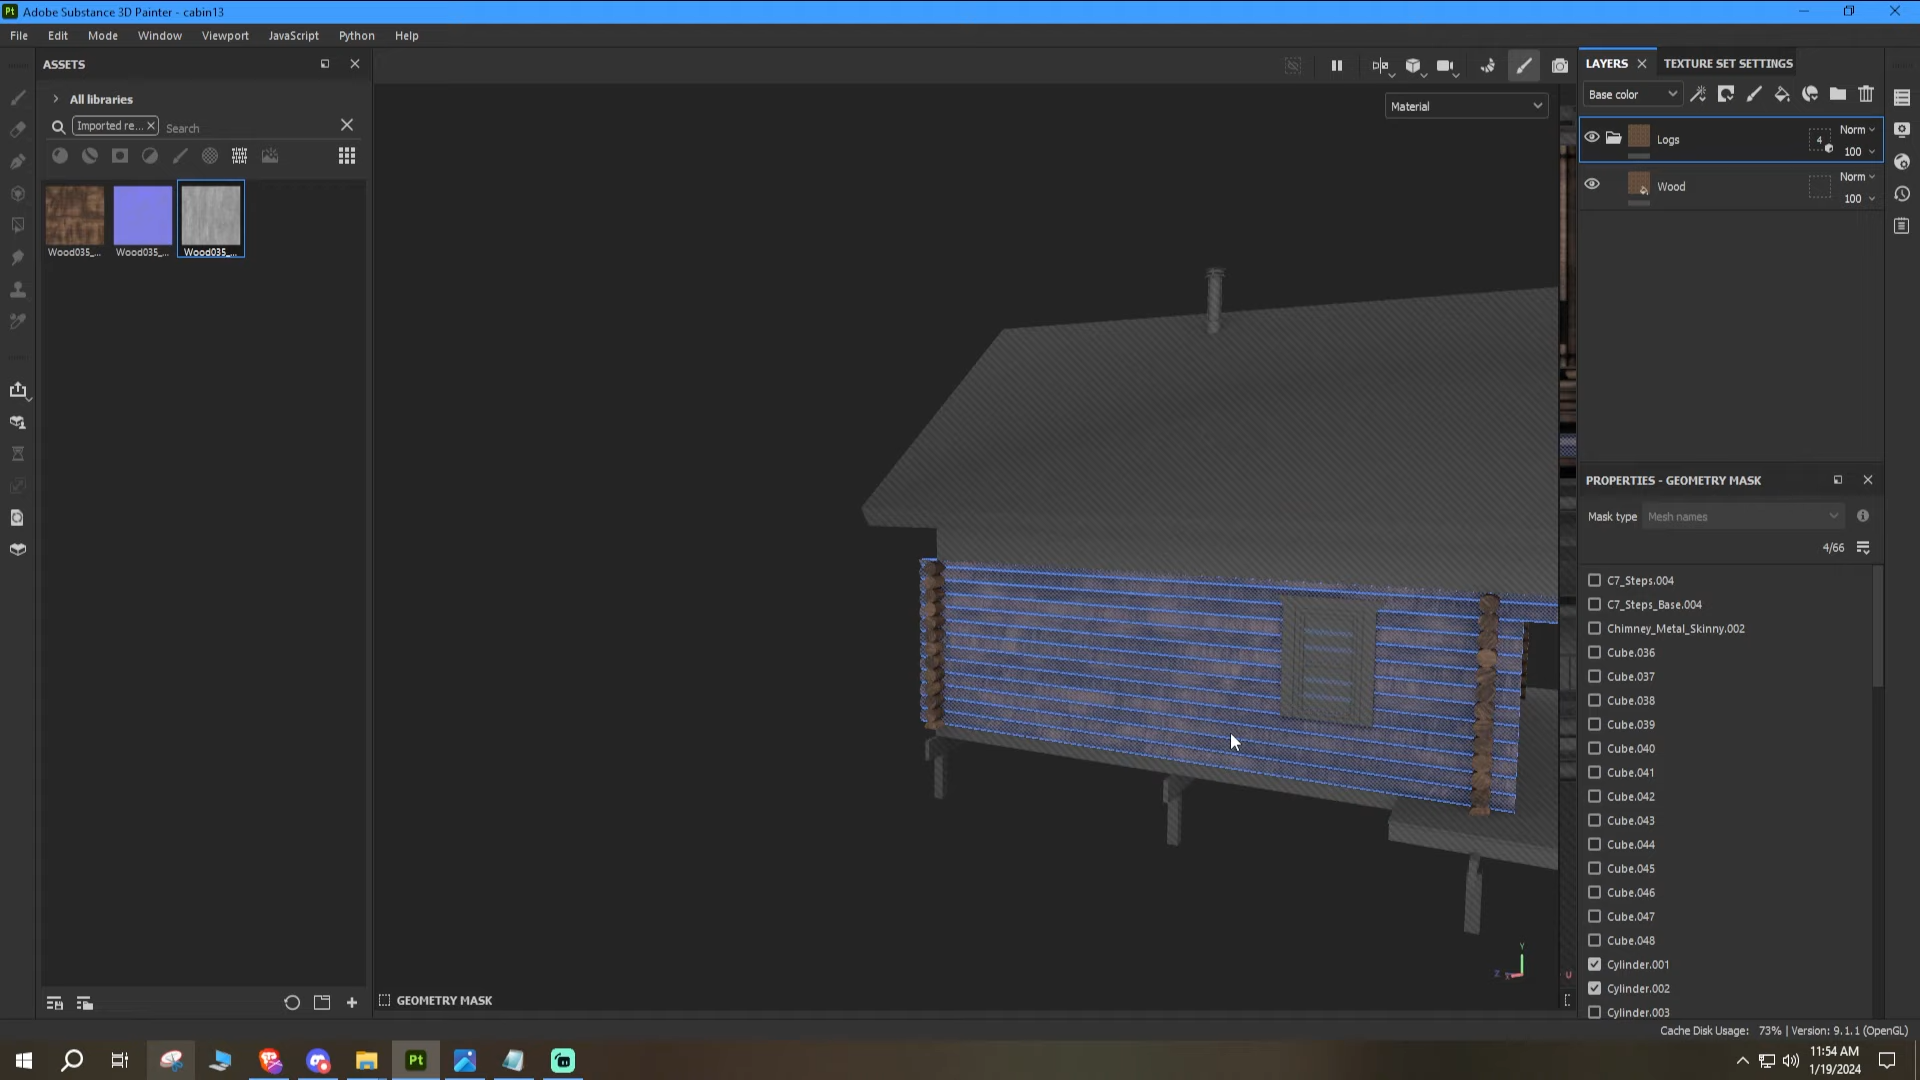 Pt Adobe Substance 3D Painter - cabin13
File Edit Mode Window Viewport JavaScript Python Help
ASSETS
All libraries
Imported re... Search
Wood035_... Wood035_... Wood035_...
Material
GEOMETRY MASK
Y
Z X
U
LAYERS TEXTURE SET SETTINGS
Base color
Logs 4 Norm
100
Wood Norm
100
PROPERTIES - GEOMETRY MASK
Mask type Mesh names
4/66
C7_Steps.004
C7_Steps_Base.004
Chimney_Metal_Skinny.002
Cube.036
Cube.037
Cube.038
Cube.039
Cube.040
Cube.041
Cube.042
Cube.043
Cube.044
Cube.045
Cube.046
Cube.047
Cube.048
Cylinder.001
Cylinder.002
Cylinder.003
Cache Disk Usage: 73% | Version: 9.1.1 (OpenGL)
Pt
11:54 AM
1/19/2024